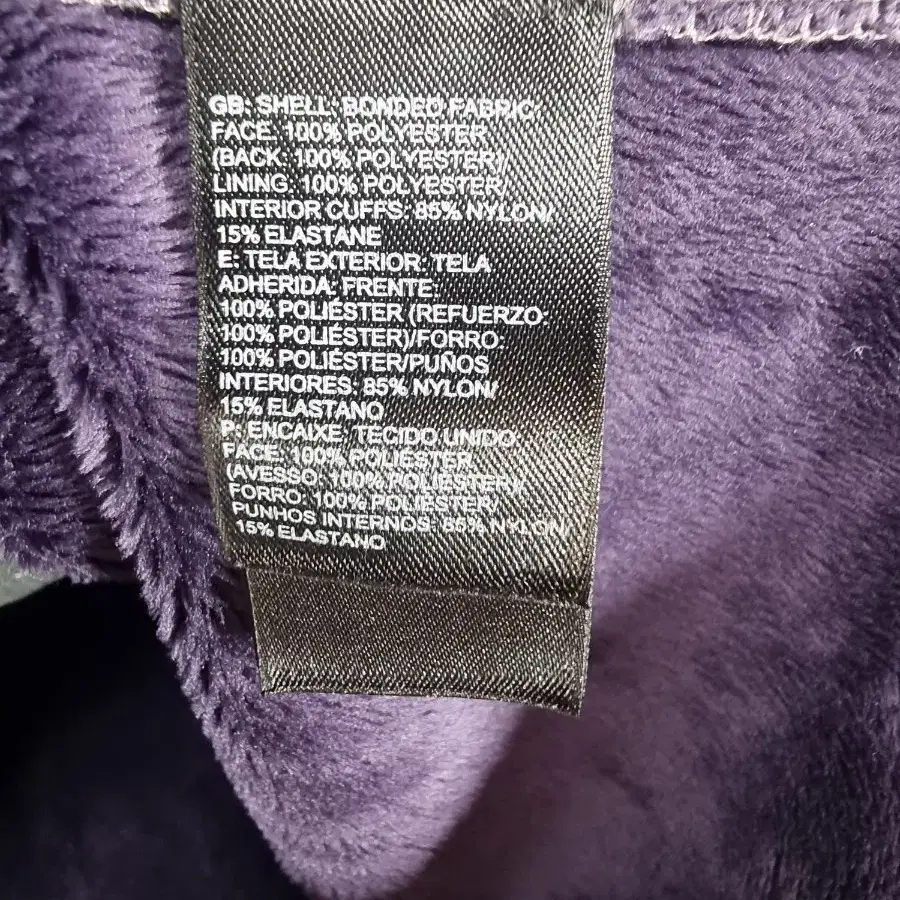 GB: SHELL: BONDED FABRIC:
FACE: 100% POLYESTER
(BACK: 100% POLYESTER)/
LINING: 100% POLYESTER/
INTERIOR CUFFS: 85% NYLON/
15% ELASTANE
E: TELA EXTERIOR: TELA
ADHERIDA: FRENTE:
100% POLIÉSTER (REFUERZO:
100% POLIÉSTER)/FORRO:
100% POLIÉSTER/PUÑOS
INTERIORES: 85% NYLON/
15% ELASTANO
P: ENCAIXE: TECIDO UNIDO:
FACE: 100% POLIÉSTER
(AVESSO: 100% POLIÉSTER)/
FORRO: 100% POLIÉSTER/
PUNHOS INTERNOS: 85% NYLON/
15% ELASTANO